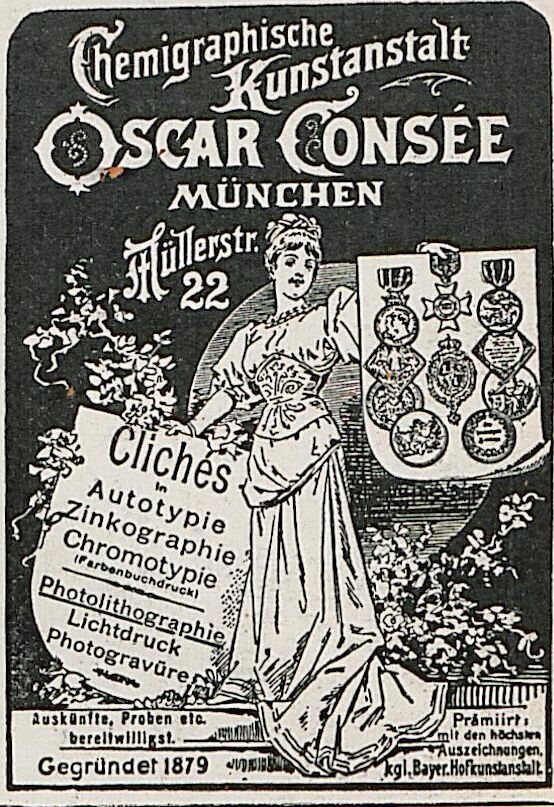 Chemigraphische
Kunstanstalt
OSCAR CONSÉE
MÜNCHEN
Müllerstr.
22
Cliches
in
Autotypie
Zinkographie
Chromotypie
(Farbenbuchdruck)
Photolithographie
Lichtdruck
Photogravüre
Auskünfte, Proben etc.
bereitwilligst.
Gegründet 1879
Prämiirt:
mit den höchsten
Auszeichnungen,
kgl. Bayer. Hofkunstanstalt.